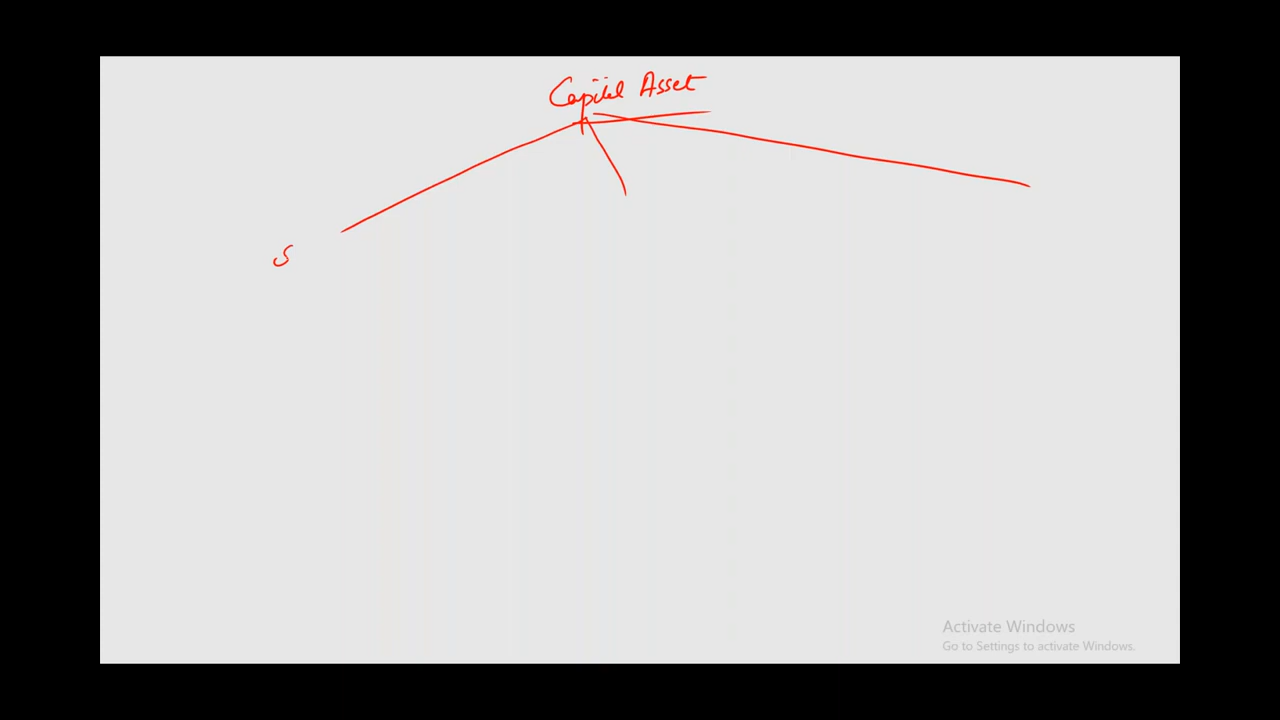 Capital Asset
S
Activate Windows
Go to Settings to activate Windows.